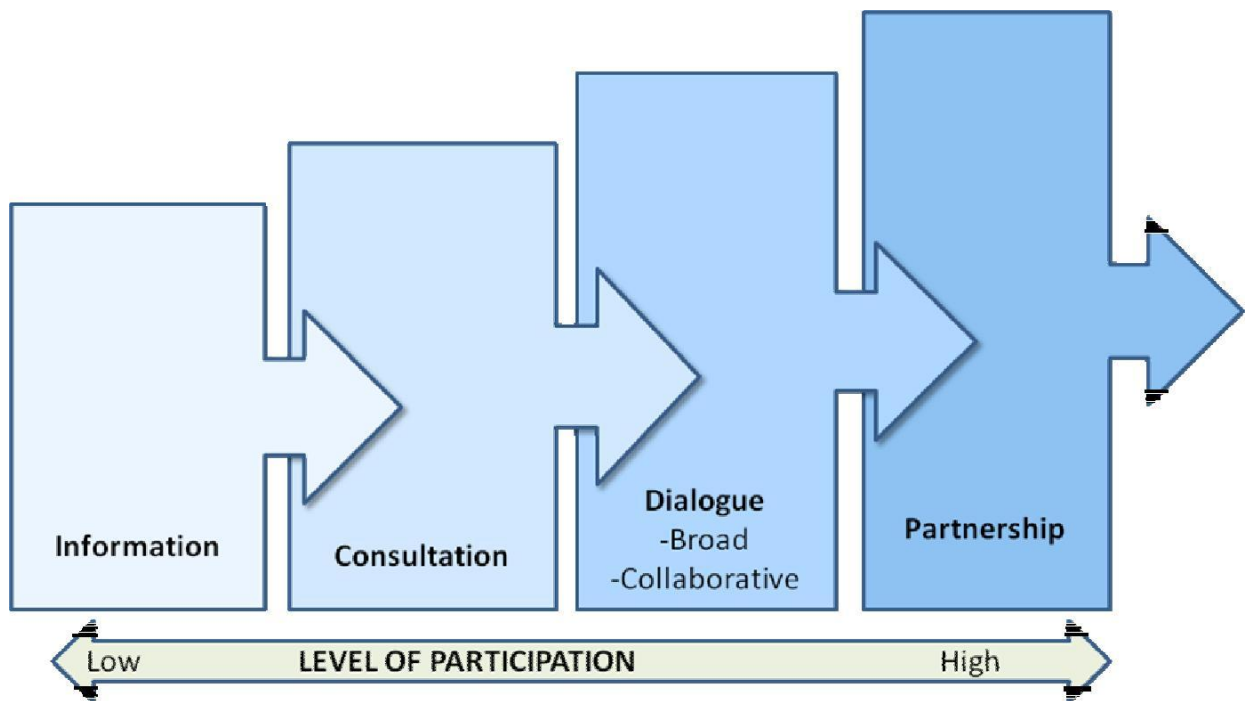 Information
Consultation
Dialogue
-Broad
-Collaborative
Partnership
Low LEVEL OF PARTICIPATION High